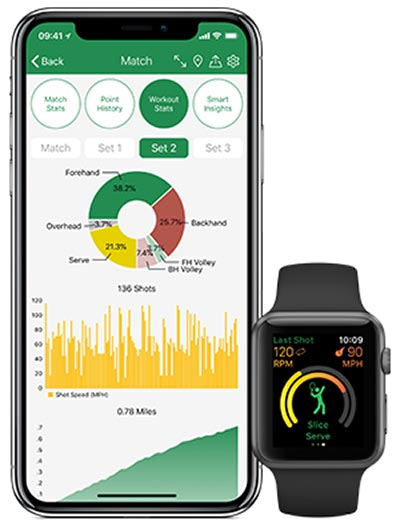 09:41
Back
Match
Match
Stats
Point
History
Workout
Stats
Smart
Insights
Match
Set 1
Set 2
Set 3
Forehand
38.2%
Overhead
3.7%
25.7%
Backhand
Serve
21.3%
7.4%
3.7%
FH Volley
BH Volley
136 Shots
120
100
80
60
40
20
0
Shot Speed (MPH)
0.78 Miles
.7
.6
.5
.4
.3
.2
.1
Last Shot
10:09
120
90
RPM
MPH
Slice
Serve